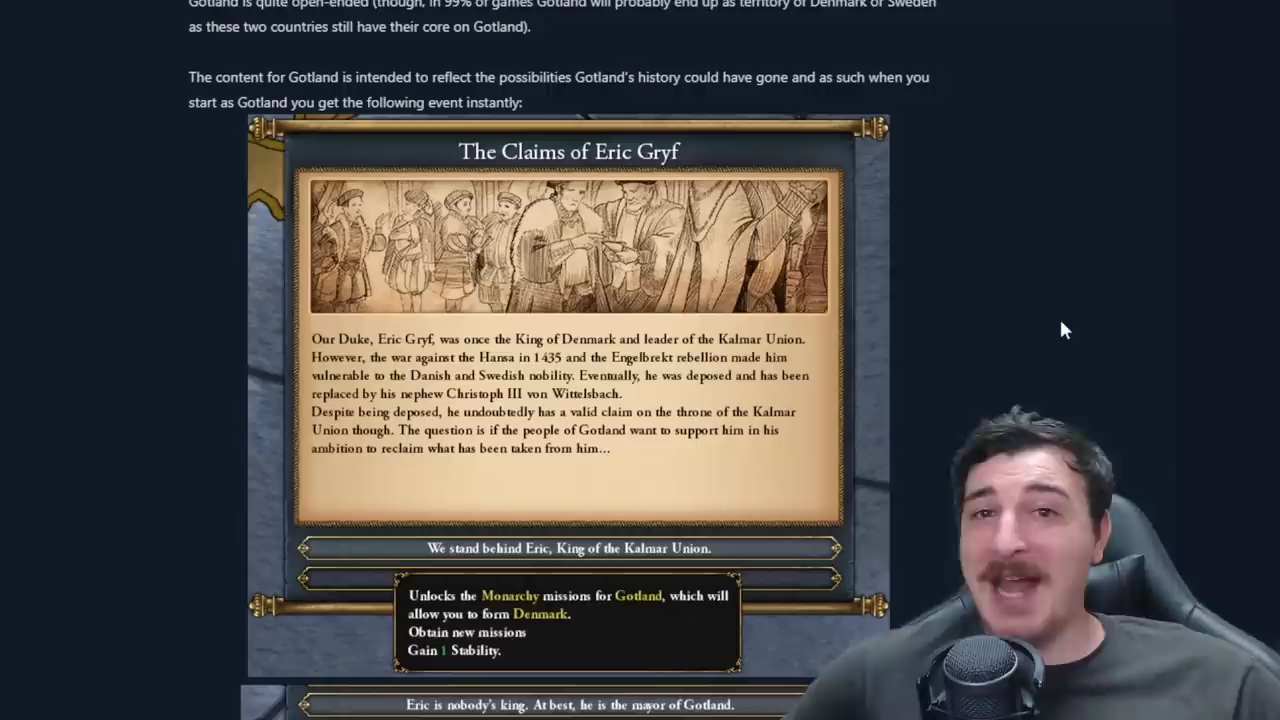 Gotland is quite open-ended (though, in 99% of games Gotland will probably end up as territory of Denmark or Sweden
as these two countries still have their core on Gotland).
The content for Gotland is intended to reflect the possibilities Gotland's history could have gone and as such when you
start as Gotland you get the following event instantly:
The Claims of Eric Gryf
Our Duke, Eric Gryf, was once the King of Denmark and leader of the Kalmar Union.
However, the war against the Hansa in 1435 and the Engelbrekt rebellion made him
vulnerable to the Danish and Swedish nobility. Eventually, he was deposed and has been
replaced by his nephew Christoph III von Wittelsbach.
Despite being deposed, he undoubtedly has a valid claim on the throne of the Kalmar
Union though. The question is if the people of Gotland want to support him in his
ambition to reclaim what has been taken from him...
We stand behind Eric, King of the Kalmar Union.
Unlocks the Monarchy missions for Gotland, which will
allow you to form Denmark.
Obtain new missions
Gain 1 Stability.
Eric is nobody's king. At best, he is the mayor of Gotland.